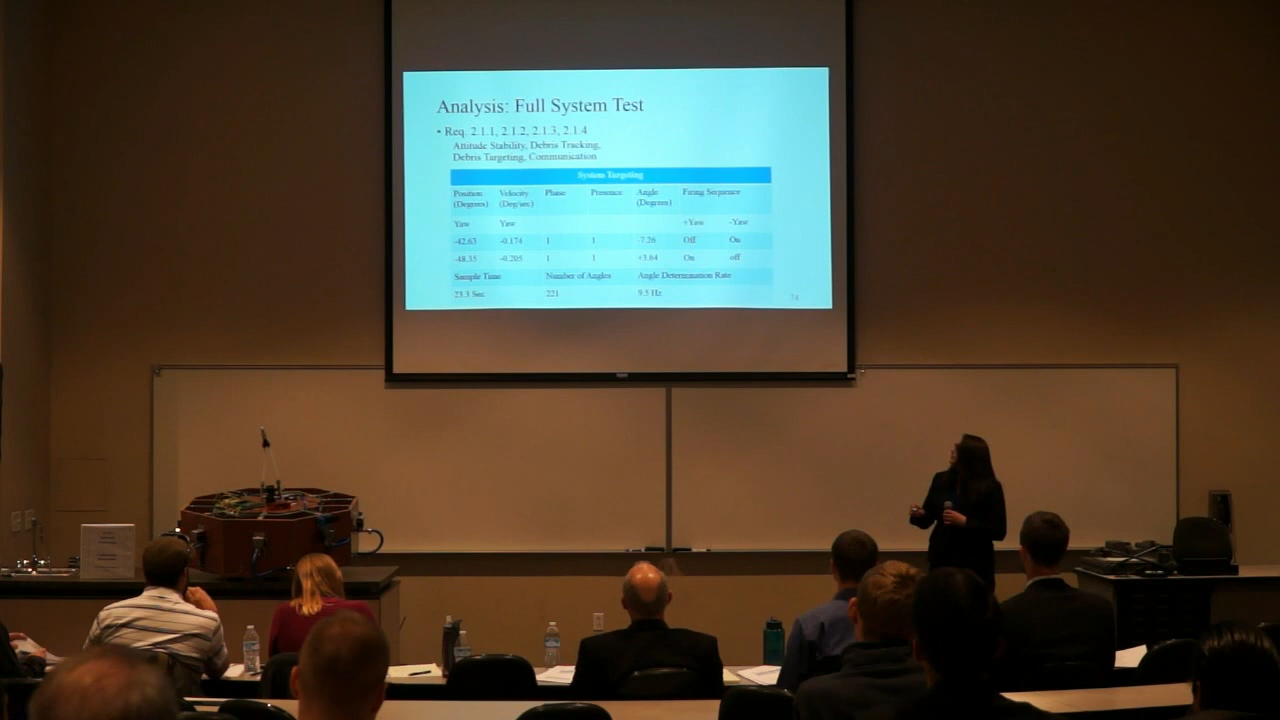 Analysis: Full System Test
• Req. 2.1.1, 2.1.2, 2.1.3, 2.1.4
Attitude Stability, Debris Tracking,
Debris Targeting, Communication
System Targeting
Position (Degrees) Velocity (Deg/sec) Phase Presence Angle (Degrees) Firing Sequence
Yaw Yaw +Yaw -Yaw
-42.63 -0.174 1 1 -7.26 Off On
-48.35 -0.205 1 1 +3.64 On off
Sample Time Number of Angles Angle Determination Rate
23.3 Sec 221 9.5 Hz
74